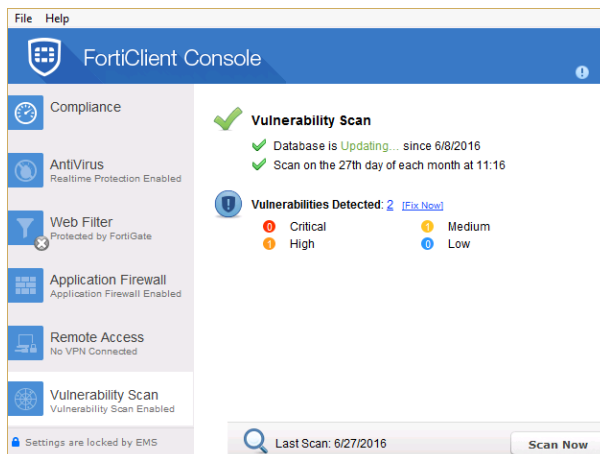 File Help
FortiClient Console
Compliance
AntiVirus
Realtime Protection Enabled
Web Filter
Protected by FortiGate
Application Firewall
Application Firewall Enabled
Remote Access
No VPN Connected
Vulnerability Scan
Vulnerability Scan Enabled
Settings are locked by EMS
Vulnerability Scan
Database is Updating... since 6/8/2016
Scan on the 27th day of each month at 11:16
Vulnerabilities Detected: 2 [Fix Now]
0 Critical 1 Medium
1 High 0 Low
Last Scan: 6/27/2016 Scan Now